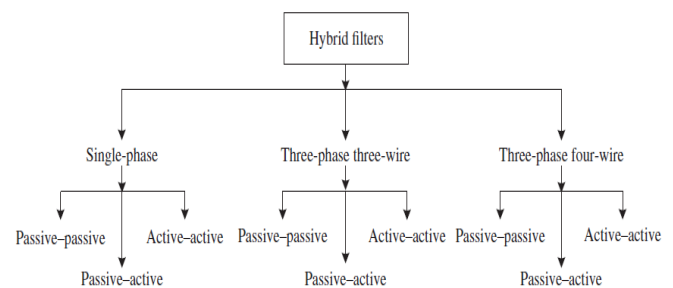 Hybrid filters
Single-phase
Three-phase three-wire
Three-phase four-wire
Passive–passive
Active–active
Passive–passive
Active–active
Passive–passive
Active–active
Passive–active
Passive–active
Passive–active